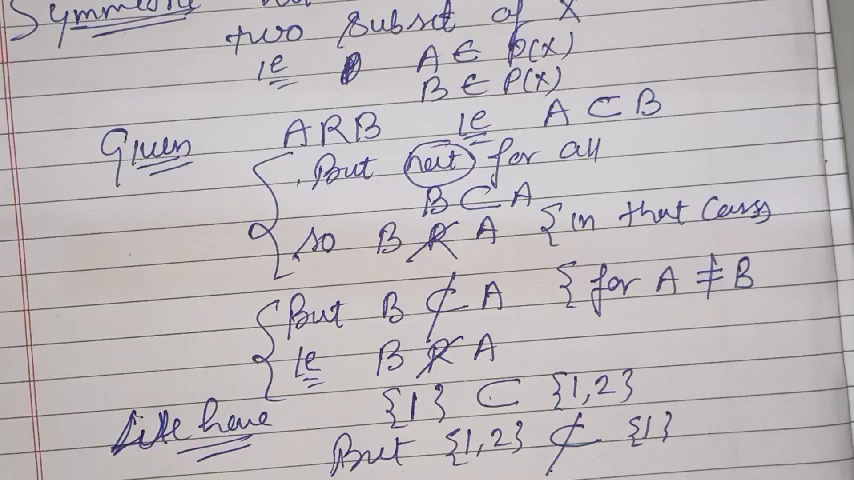 Symmetric
two subset of X
ie A ∈ P(X)
B ∈ P(X)
Given ARB ie A ⊂ B
But not for all
B ⊂ A
so B R̸ A {in that case}
But B ⊄ A {for A ≠ B
ie B R̸ A
Like here {1} ⊂ {1,2}
But {1,2} ⊄ {1}